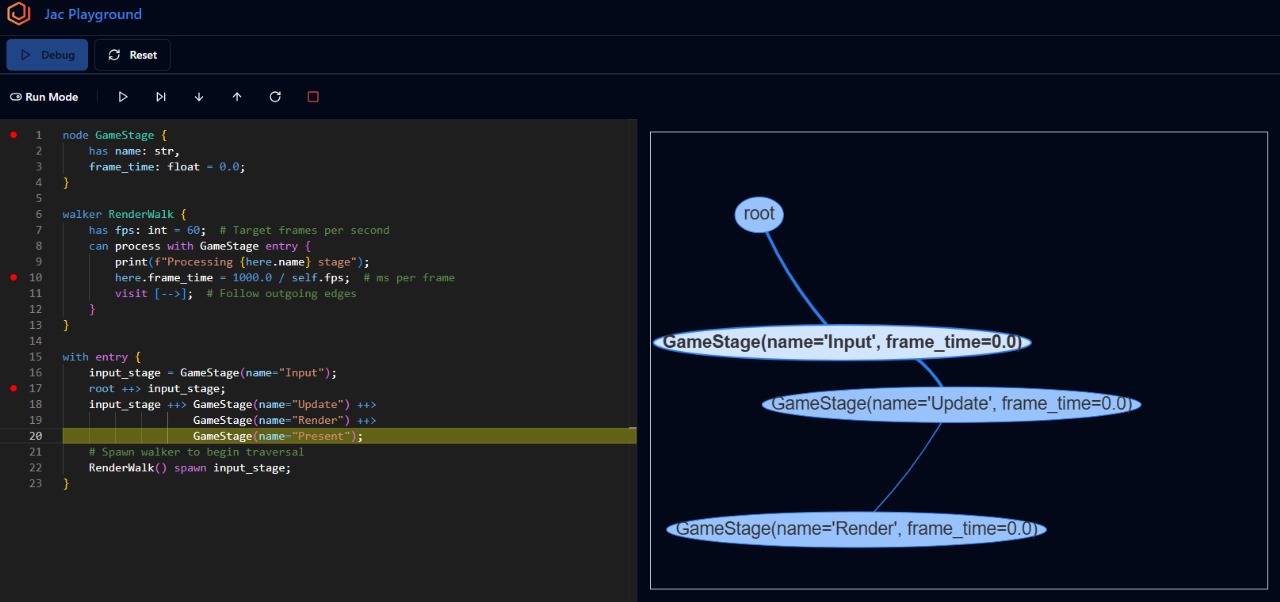 Jac Playground
Debug Reset
Run Mode
1 node GameStage {
2 has name: str,
3 frame_time: float = 0.0;
4 }
5
6 walker RenderWalk {
7 has fps: int = 60;  # Target frames per second
8 can process with GameStage entry {
9 print(f"Processing {here.name} stage");
10 here.frame_time = 1000.0 / self.fps;  # ms per frame
11 visit [-->];  # Follow outgoing edges
12 }
13 }
14
15 with entry {
16 input_stage = GameStage(name="Input");
17 root ++> input_stage;
18 input_stage ++> GameStage(name="Update") ++>
19 GameStage(name="Render") ++>
20 GameStage(name="Present");
21 # Spawn walker to begin traversal
22 RenderWalk() spawn input_stage;
23 }
root
GameStage(name='Input', frame_time=0.0)
GameStage(name='Update', frame_time=0.0)
GameStage(name='Render', frame_time=0.0)